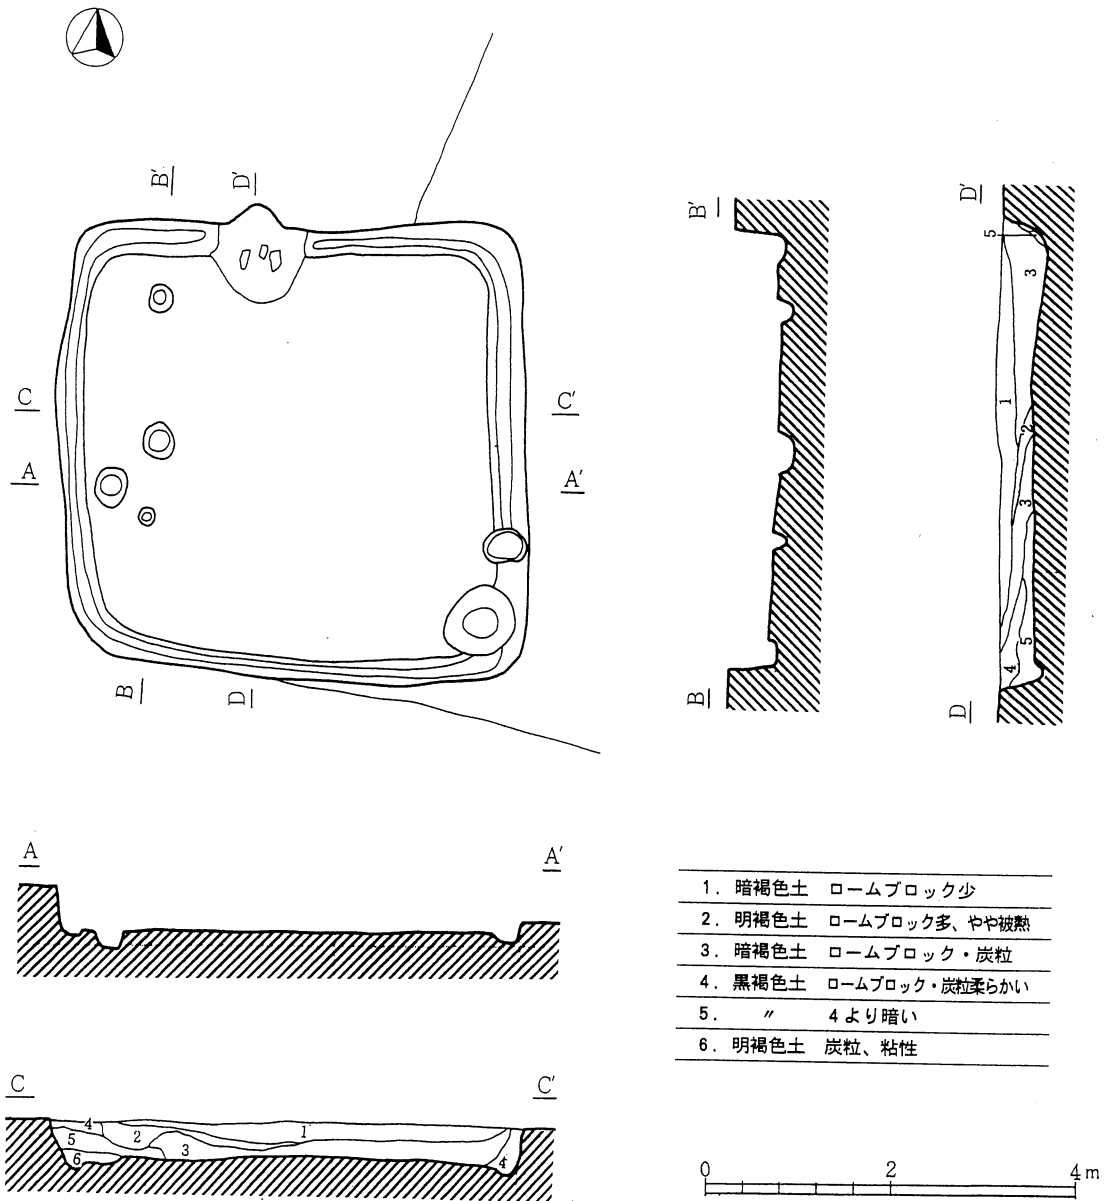 B′
D′
C
C′
A
A′
B
D
B′
B
D′
5
3
1
2
3
5
4
D
A
A′
C
C′
4
1
5
2
3
6
4
1. 暗褐色土 ロームブロック少
2. 明褐色土 ロームブロック多、やや被熱
3. 暗褐色土 ロームブロック・炭粒
4. 黒褐色土 ロームブロック・炭粒柔らかい
5. 〃 4より暗い
6. 明褐色土 炭粒、粘性
0 2 4m